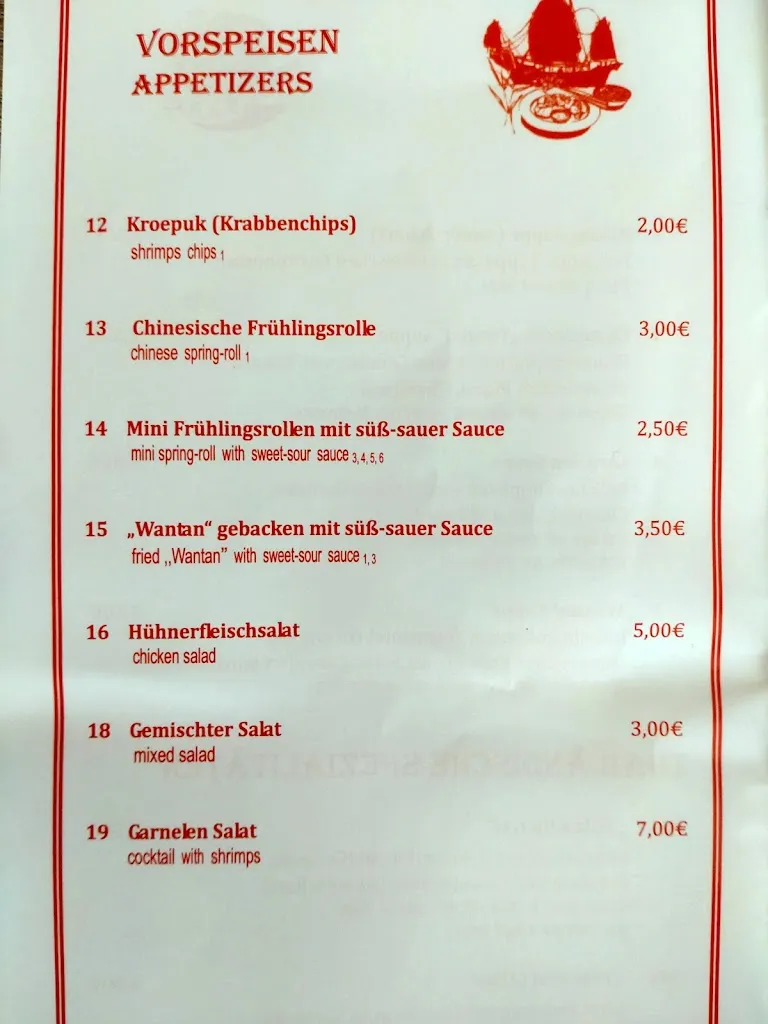 VORSPEISEN
APPETIZERS
12 Kroepuk (Krabbenchips) 2,00€
shrimps chips 1
13 Chinesische Frühlingsrolle 3,00€
chinese spring-roll 1
14 Mini Frühlingsrollen mit süß-sauer Sauce 2,50€
mini spring-roll with sweet-sour sauce 3, 4, 5, 6
15 „Wantan“ gebacken mit süß-sauer Sauce 3,50€
fried ,,Wantan” with sweet-sour sauce 1, 3
16 Hühnerfleischsalat 5,00€
chicken salad
18 Gemischter Salat 3,00€
mixed salad
19 Garnelen Salat 7,00€
cocktail with shrimps